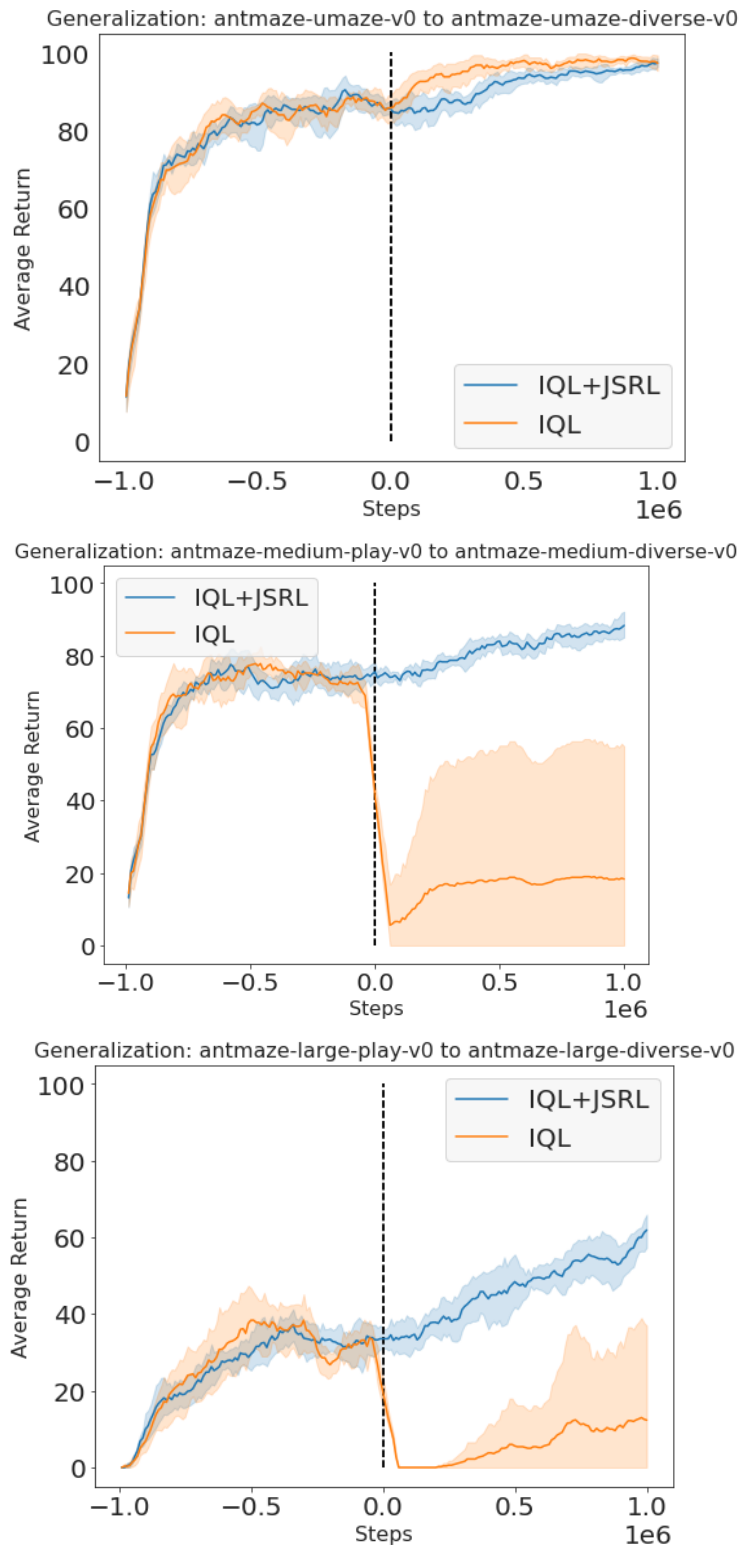 Generalization: antmaze-umaze-v0 to antmaze-umaze-diverse-v0
100
80
60
40
20
0
Average Return
IQL+JSRL
IQL
−1.0 −0.5 0.0 0.5 1.0
1e6
Steps
Generalization: antmaze-medium-play-v0 to antmaze-medium-diverse-v0
100
80
60
40
20
0
Average Return
IQL+JSRL
IQL
−1.0 −0.5 0.0 0.5 1.0
1e6
Steps
Generalization: antmaze-large-play-v0 to antmaze-large-diverse-v0
100
80
60
40
20
0
Average Return
IQL+JSRL
IQL
−1.0 −0.5 0.0 0.5 1.0
1e6
Steps